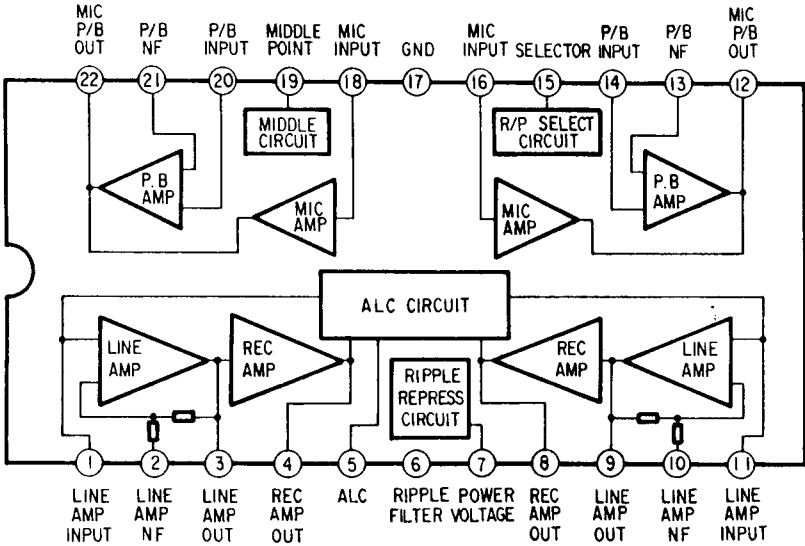 MIC P/B OUT
P/B NF
P/B INPUT
MIDDLE POINT
MIC INPUT
GND
MIC INPUT
SELECTOR
P/B INPUT
P/B NF
MIC P/B OUT
22 21 20 19 18 17 16 15 14 13 12
MIDDLE CIRCUIT
R/P SELECT CIRCUIT
P.B AMP
MIC AMP
MIC AMP
P.B AMP
ALC CIRCUIT
LINE AMP
REC AMP
RIPPLE REPRESS CIRCUIT
REC AMP
LINE AMP
1 2 3 4 5 6 7 8 9 10 11
LINE AMP INPUT
LINE AMP NF
LINE AMP OUT
REC AMP OUT
ALC
RIPPLE FILTER
POWER VOLTAGE
REC AMP OUT
LINE AMP OUT
LINE AMP NF
LINE AMP INPUT